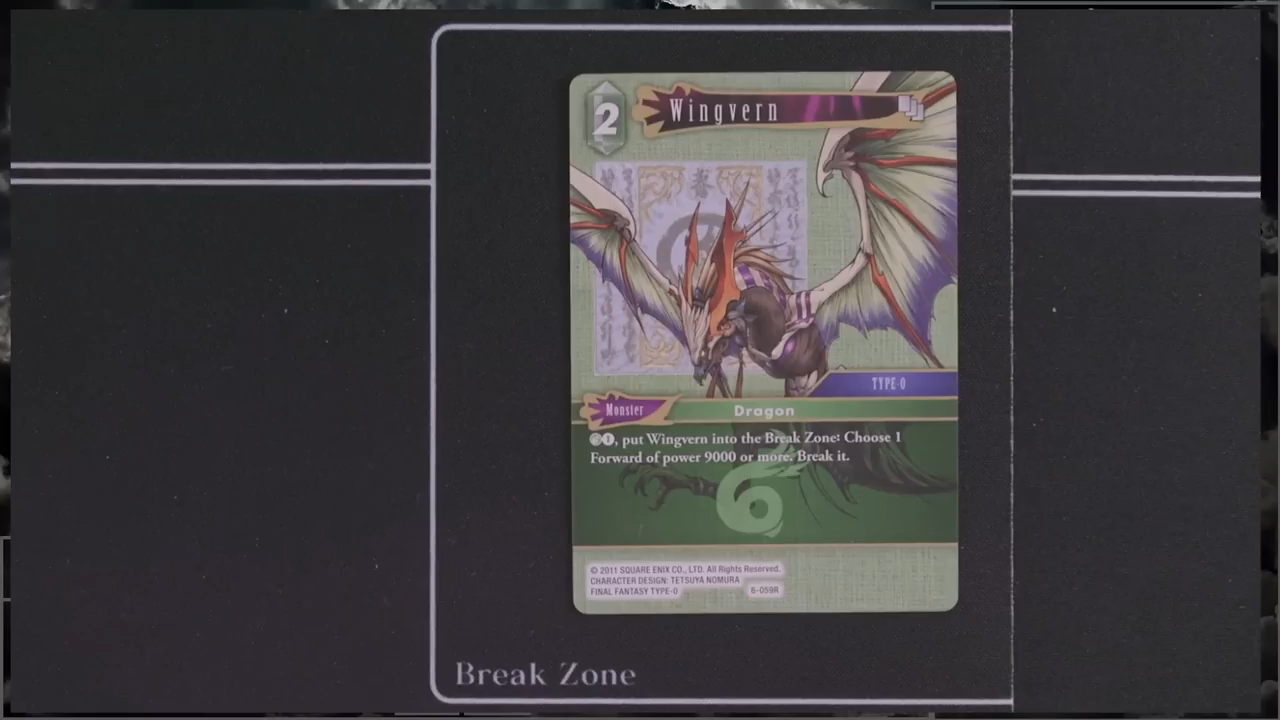 2
Wingvern
TYPE-0
Monster
Dragon
1, put Wingvern into the Break Zone: Choose 1
Forward of power 9000 or more. Break it.
6
© 2011 SQUARE ENIX CO., LTD. All Rights Reserved.
CHARACTER DESIGN: TETSUYA NOMURA
FINAL FANTASY TYPE-0
6-059R
Break Zone